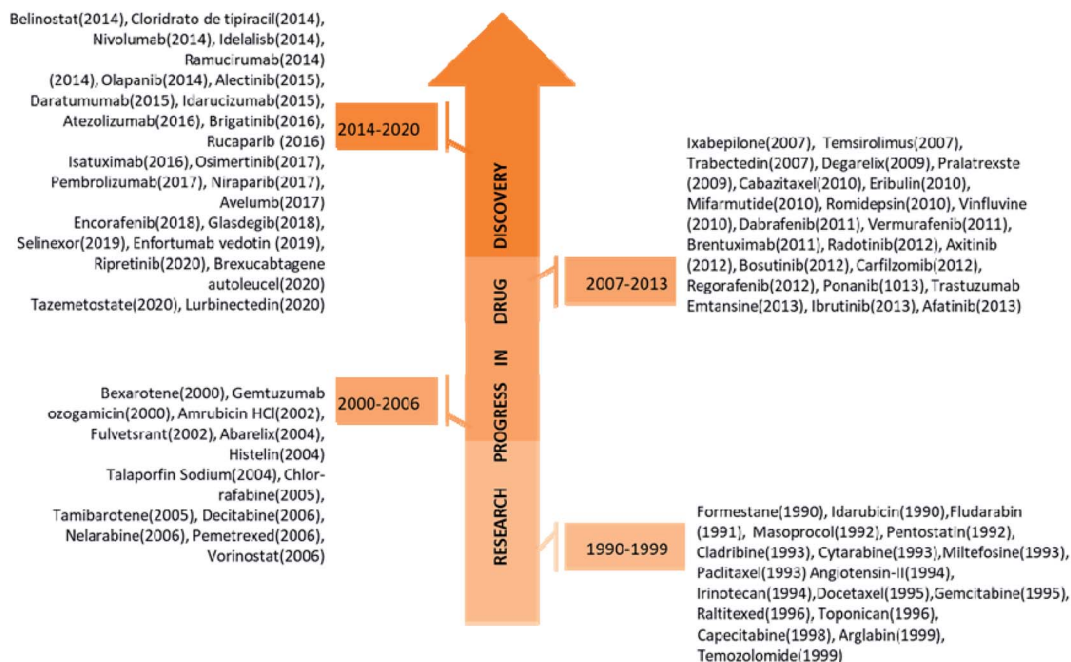 Belinostat(2014), Cloridrato de tipiracil(2014),
Nivolumab(2014), Idelalisb(2014),
Ramucirumab(2014)
(2014), Olapanib(2014), Alectinib(2015),
Daratumumab(2015), Idarucizumab(2015),
Atezolizumab(2016), Brigatinib(2016),
Rucaparib (2016)
Isatuximab(2016), Osimertinib(2017),
Pembrolizumab(2017), Niraparib(2017),
Avelumb(2017)
Encorafenib(2018), Glasdegib(2018),
Selinexor(2019), Enfortumab vedotin (2019),
Ripretinib(2020), Brexucabtagene
autoleucel(2020)
Tazemetostate(2020), Lurbinectedin(2020)
2014-2020
Ixabepilone(2007), Temsirolimus(2007),
Trabectedin(2007), Degarelix(2009), Pralatrexste
(2009),Cabazitaxel(2010), Eribulin(2010),
Mifarmutide(2010), Romidepsin(2010), Vinfluvine
(2010), Dabrafenib(2011), Vermurafenib(2011),
Brentuximab(2011), Radotinib(2012), Axitinib
(2012), Bosutinib(2012), Carfilzomib(2012),
Regorafenib(2012), Ponanib(1013), Trastuzumab
Emtansine(2013), Ibrutinib(2013), Afatinib(2013)
2007-2013
Bexarotene(2000), Gemtuzumab
ozogamicin(2000), Amrubicin HCl(2002),
Fulvetsrant(2002), Abarelix(2004),
Histelin(2004)
Talaporfin Sodium(2004), Chlor-
rafabine(2005),
Tamibarotene(2005), Decitabine(2006),
Nelarabine(2006), Pemetrexed(2006),
Vorinostat(2006)
2000-2006
Formestane(1990), Idarubicin(1990),Fludarabin
(1991), Masoprocol(1992), Pentostatin(1992),
Cladribine(1993), Cytarabine(1993),Miltefosine(1993),
Paclitaxel(1993) Angiotensin-II(1994),
Irinotecan(1994),Docetaxel(1995),Gemcitabine(1995),
Raltitexed(1996), Toponican(1996),
Capecitabine(1998), Arglabin(1999),
Temozolomide(1999)
1990-1999
RESEARCH PROGRESS IN DRUG DISCOVERY